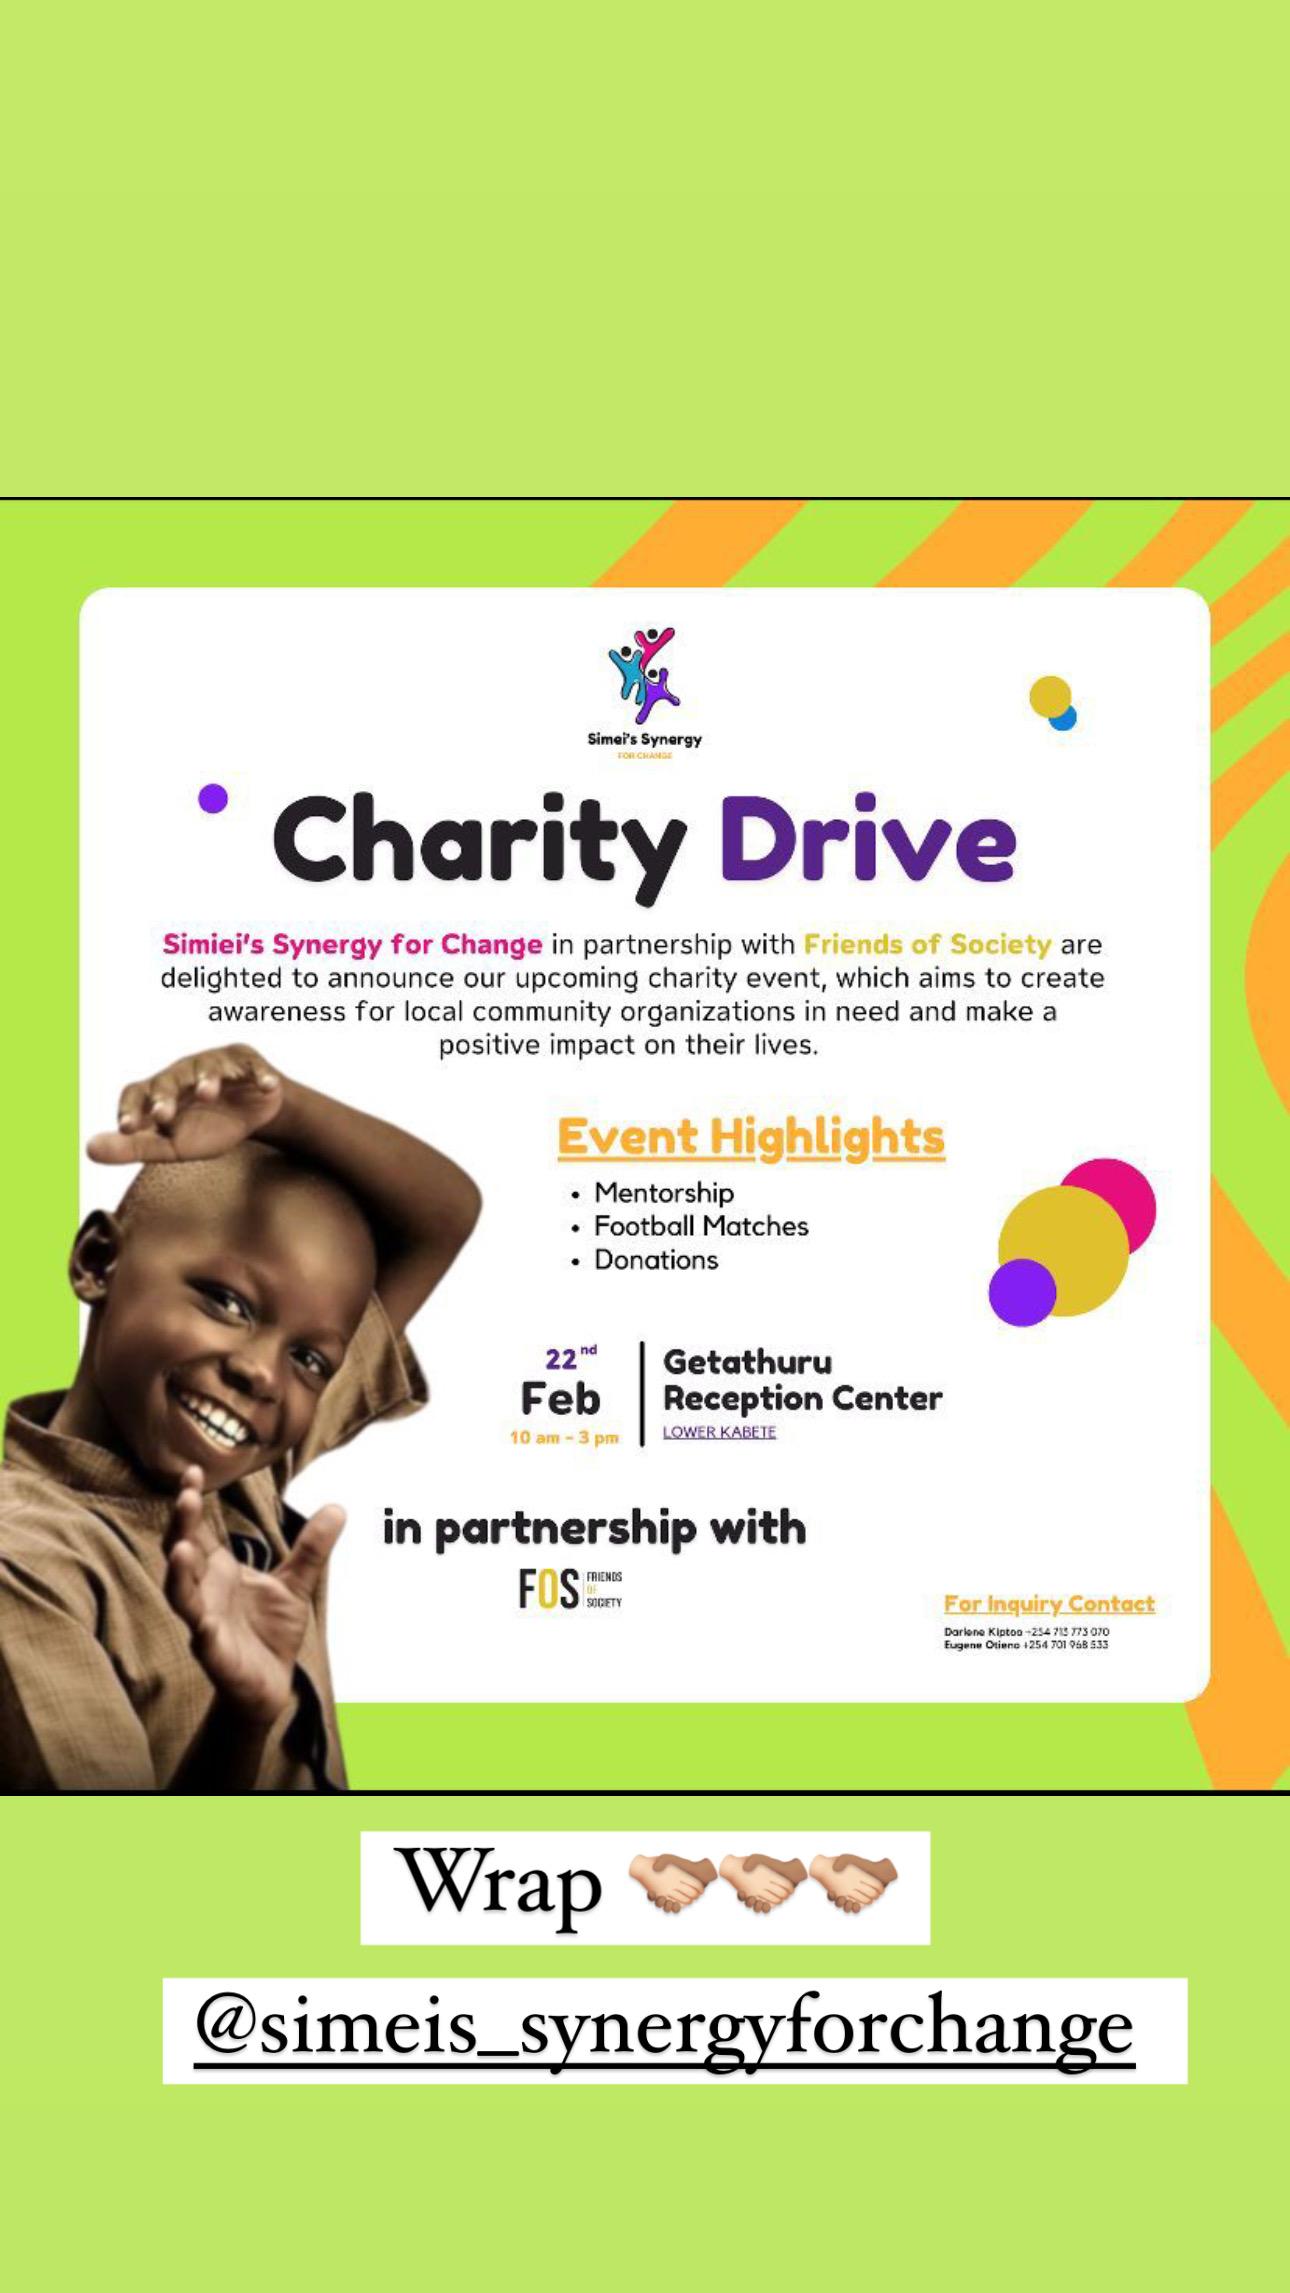 Simei's Synergy
FOR CHANGE
Charity Drive
Simiei's Synergy for Change in partnership with Friends of Society are
delighted to announce our upcoming charity event, which aims to create
awareness for local community organizations in need and make a
positive impact on their lives.
Event Highlights
• Mentorship
• Football Matches
• Donations
22nd
Feb
10 am - 3 pm
Getathuru
Reception Center
LOWER KABETE
in partnership with
FOS FRIENDS
OF
SOCIETY
For Inquiry Contact
Darlene Kiptoo +254 713 773 070
Eugene Otieno +254 701 968 533
Wrap 🤝🏼🤝🏼🤝🏼
@simeis_synergyforchange